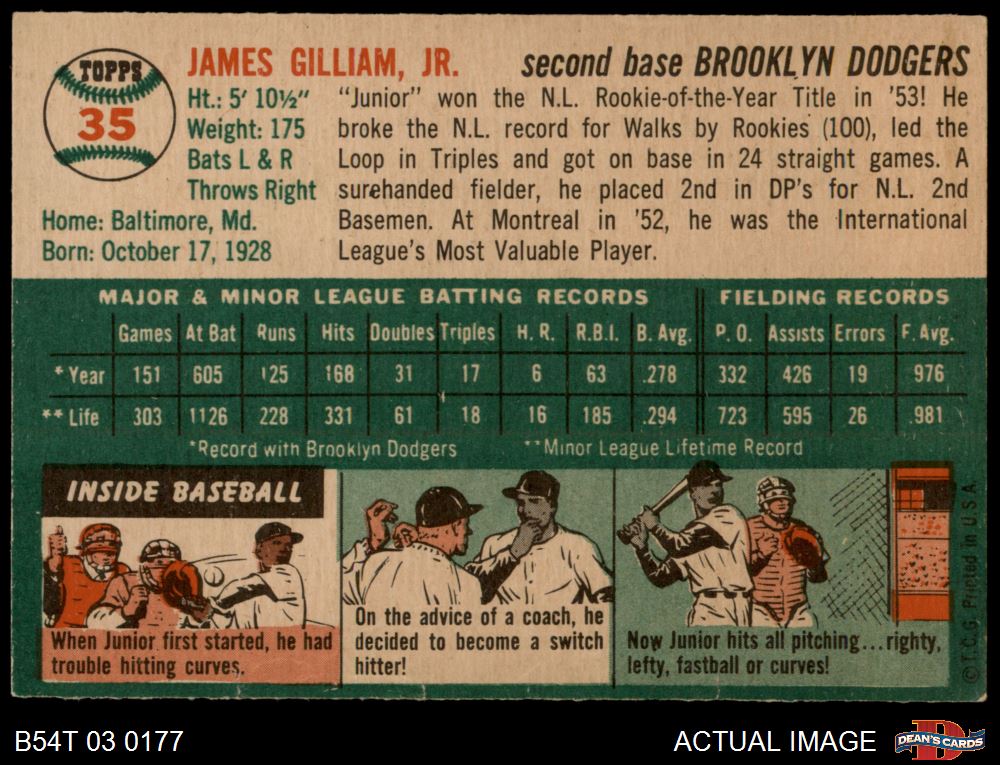 TOPPS
35
JAMES GILLIAM, JR.
second base BROOKLYN DODGERS
Ht.: 5' 10½"
Weight: 175
Bats L & R
Throws Right
Home: Baltimore, Md.
Born: October 17, 1928
"Junior" won the N.L. Rookie-of-the-Year Title in '53! He
broke the N.L. record for Walks by Rookies (100), led the
Loop in Triples and got on base in 24 straight games. A
surehanded fielder, he placed 2nd in DP's for N.L. 2nd
Basemen. At Montreal in '52, he was the International
League's Most Valuable Player.
MAJOR & MINOR LEAGUE BATTING RECORDS FIELDING RECORDS
Games At Bat Runs Hits Doubles Triples H. R. R.B.I. B. Avg. P. O. Assists Errors F. Avg.
* Year 151 605 125 168 31 17 6 63 .278 332 426 19 976
** Life 303 1126 228 331 61 18 16 185 .294 723 595 26 .981
*Record with Brooklyn Dodgers **Minor League Lifetime Record
INSIDE BASEBALL
When Junior first started, he had
trouble hitting curves.
On the advice of a coach, he
decided to become a switch
hitter!
Now Junior hits all pitching...righty,
lefty, fastball or curves!
© T.C.G. Printed in U.S.A.
B54T 03 0177
ACTUAL IMAGE
DEAN'S CARDS